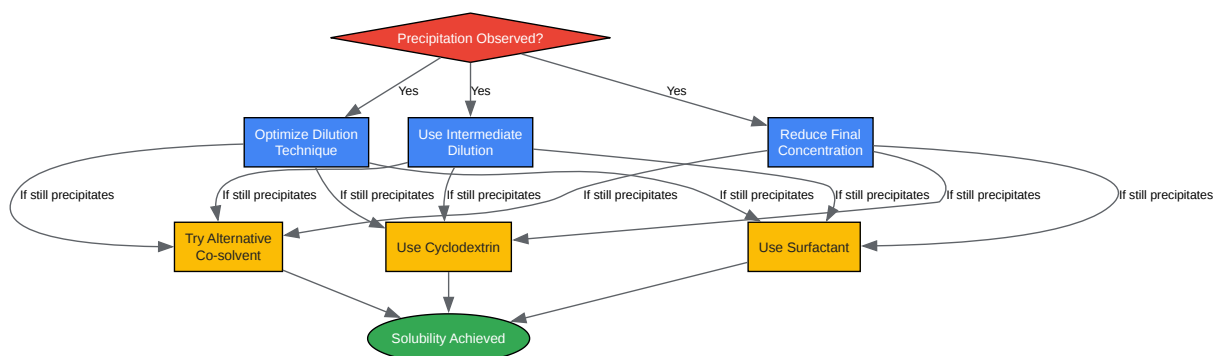 Precipitation Observed?
Yes
Yes
Yes
Optimize Dilution
Technique
Use Intermediate
Dilution
Reduce Final
Concentration
If still precipitates
If still precipitates
If still precipitates
If still precipitates
If still precipitates
If still precipitates
If still precipitates
If still precipitates
If still precipitates
Try Alternative
Co-solvent
Use Cyclodextrin
Use Surfactant
Solubility Achieved